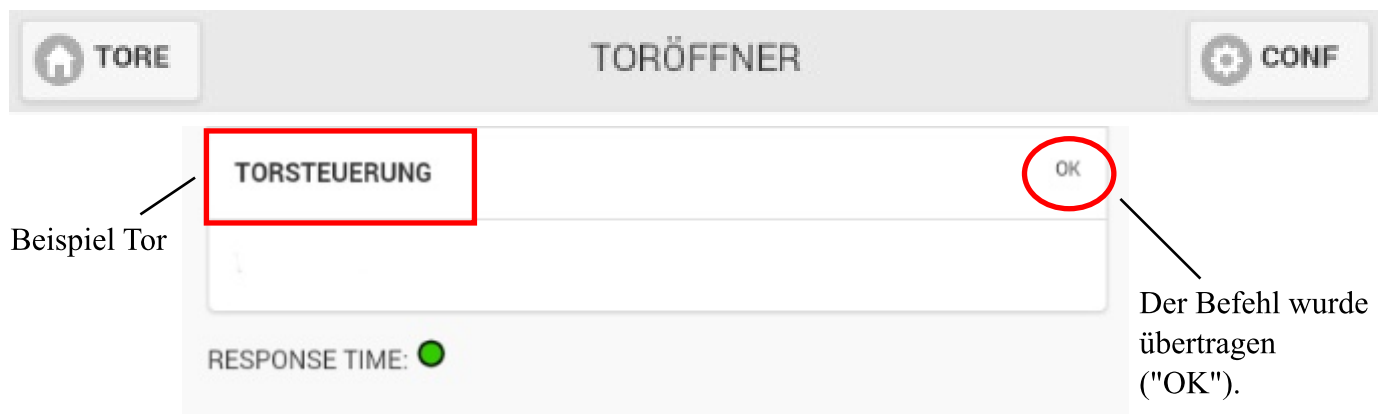 TORE
TORÖFFNER
CONF
TORSTEUERUNG
OK
Beispiel Tor
Der Befehl wurde
übertragen
("OK").
RESPONSE TIME: